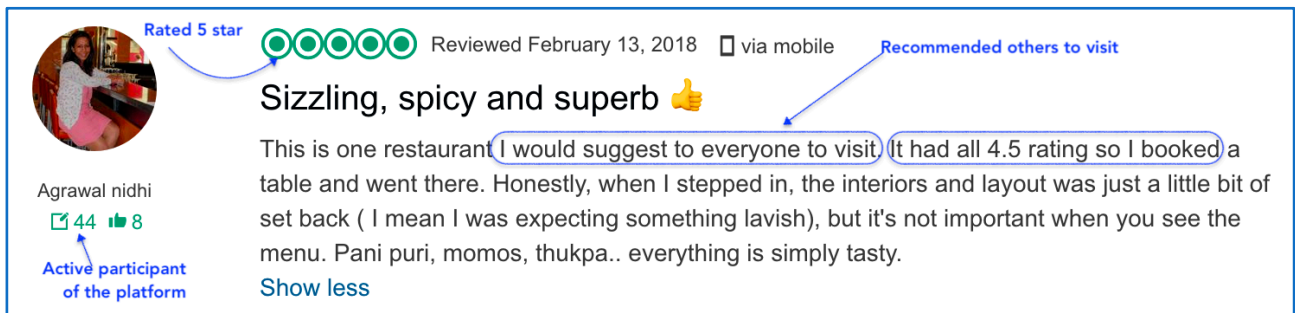 Rated 5 star
Reviewed February 13, 2018 via mobile
Recommended others to visit
Sizzling, spicy and superb 👍
This is one restaurant I would suggest to everyone to visit. It had all 4.5 rating so I booked a
table and went there. Honestly, when I stepped in, the interiors and layout was just a little bit of
set back ( I mean I was expecting something lavish), but it's not important when you see the
menu. Pani puri, momos, thukpa.. everything is simply tasty.
Show less
Agrawal nidhi
44 8
Active participant
of the platform